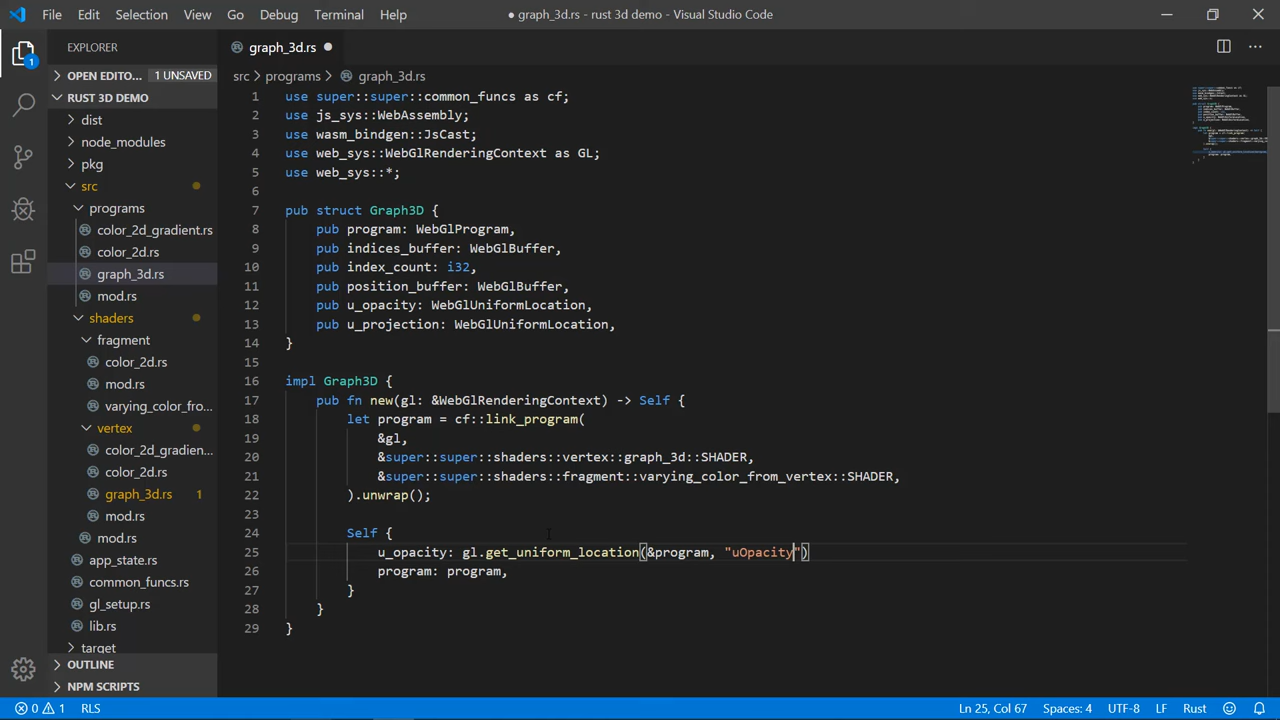 File Edit Selection View Go Debug Terminal Help ● graph_3d.rs - rust 3d demo - Visual Studio Code
EXPLORER
OPEN EDITO... 1 UNSAVED
RUST 3D DEMO
dist
node_modules
pkg
src
programs
color_2d_gradient.rs
color_2d.rs
graph_3d.rs
mod.rs
shaders
fragment
color_2d.rs
mod.rs
varying_color_fro...
vertex
color_2d_gradien...
color_2d.rs
graph_3d.rs 1
mod.rs
mod.rs
app_state.rs
common_funcs.rs
gl_setup.rs
lib.rs
target
OUTLINE
NPM SCRIPTS
1
graph_3d.rs
src > programs > graph_3d.rs
1 use super::super::common_funcs as cf;
2 use js_sys::WebAssembly;
3 use wasm_bindgen::JsCast;
4 use web_sys::WebGlRenderingContext as GL;
5 use web_sys::*;
6
7 pub struct Graph3D {
8 pub program: WebGlProgram,
9 pub indices_buffer: WebGlBuffer,
10 pub index_count: i32,
11 pub position_buffer: WebGlBuffer,
12 pub u_opacity: WebGlUniformLocation,
13 pub u_projection: WebGlUniformLocation,
14 }
15
16 impl Graph3D {
17 pub fn new(gl: &WebGlRenderingContext) -> Self {
18 let program = cf::link_program(
19 &gl,
20 &super::super::shaders::vertex::graph_3d::SHADER,
21 &super::super::shaders::fragment::varying_color_from_vertex::SHADER,
22 ).unwrap();
23
24 Self {
25 u_opacity: gl.get_uniform_location(&program, "uOpacity")
26 program: program,
27 }
28 }
29 }
0 1 RLS Ln 25, Col 67 Spaces: 4 UTF-8 LF Rust